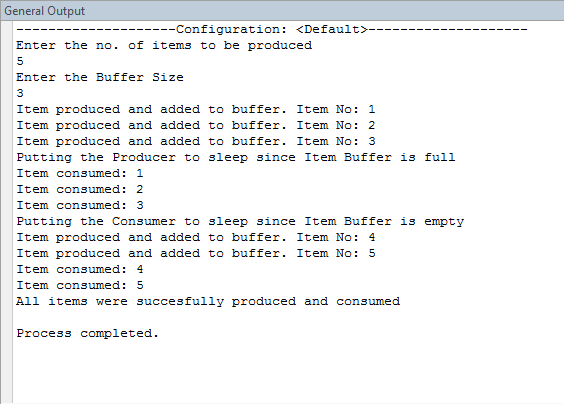 General Output
--------------------Configuration: <Default>--------------------
Enter the no. of items to be produced
5
Enter the Buffer Size
3
Item produced and added to buffer. Item No: 1
Item produced and added to buffer. Item No: 2
Item produced and added to buffer. Item No: 3
Putting the Producer to sleep since Item Buffer is full
Item consumed: 1
Item consumed: 2
Item consumed: 3
Putting the Consumer to sleep since Item Buffer is empty
Item produced and added to buffer. Item No: 4
Item produced and added to buffer. Item No: 5
Item consumed: 4
Item consumed: 5
All items were succesfully produced and consumed
Process completed.